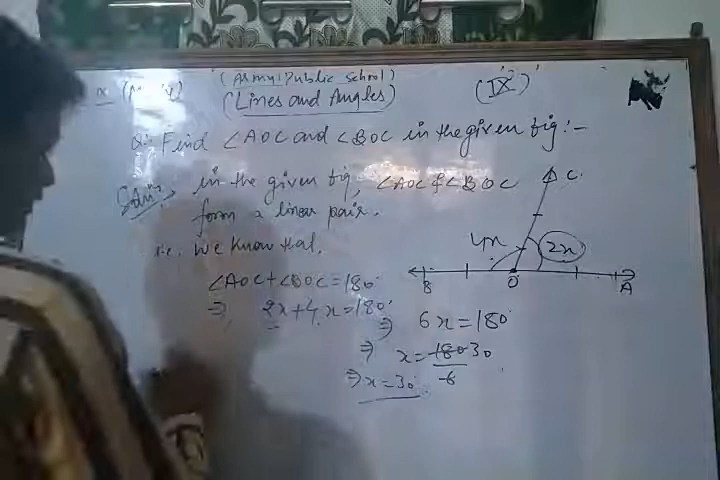 (Army Public School)
(Lines and Angles)
(IX)
Q:- Find ∠AOC and ∠BOC in the given fig:-
Soln:→ in the given fig, ∠AOC & ∠BOC
form a linear pair.
i.e. We know that,
∠AOC+∠BOC=180°
⇒ 2x+4x=180°
⇒ 6x=180°
⇒ x=180 30
6
⇒x=30
C
4x
2x
B
O
A